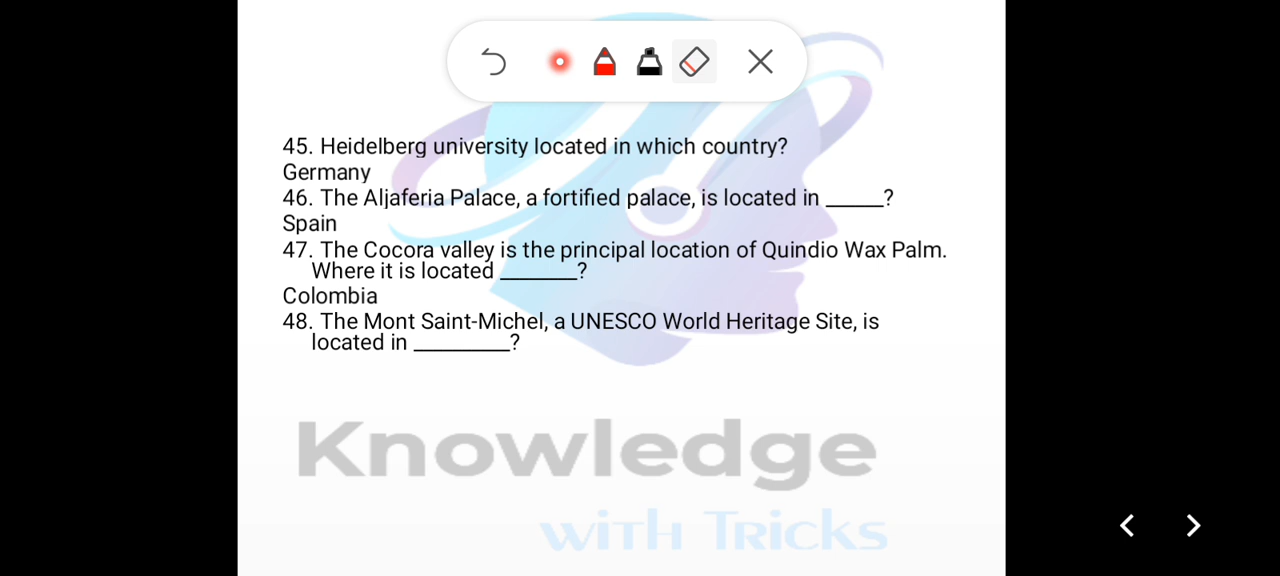 45. Heidelberg university located in which country?
Germany
46. The Aljaferia Palace, a fortified palace, is located in _____?
Spain
47. The Cocora valley is the principal location of Quindio Wax Palm.
Where it is located _______?
Colombia
48. The Mont Saint-Michel, a UNESCO World Heritage Site, is
located in _________?
Knowledge
with Tricks